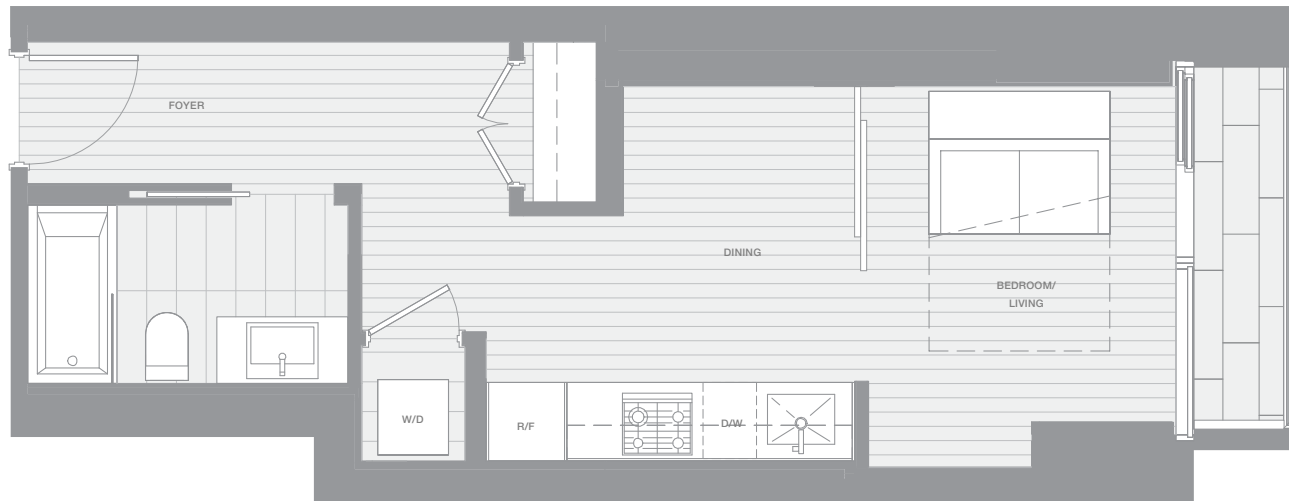 FOYER
DINING
BEDROOM/
LIVING
W/D
R/F
D/W